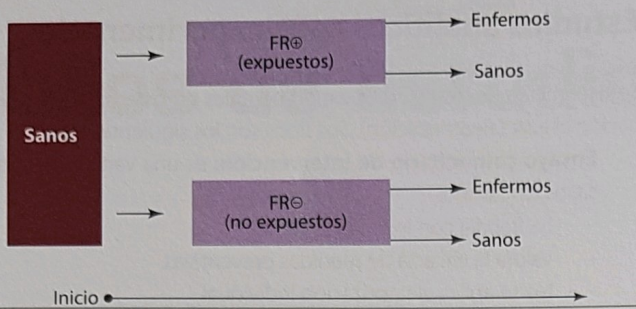 FR⊕
(expuestos)
Enfermos
Sanos
Sanos
FR⊖
(no expuestos)
Enfermos
Sanos
Inicio